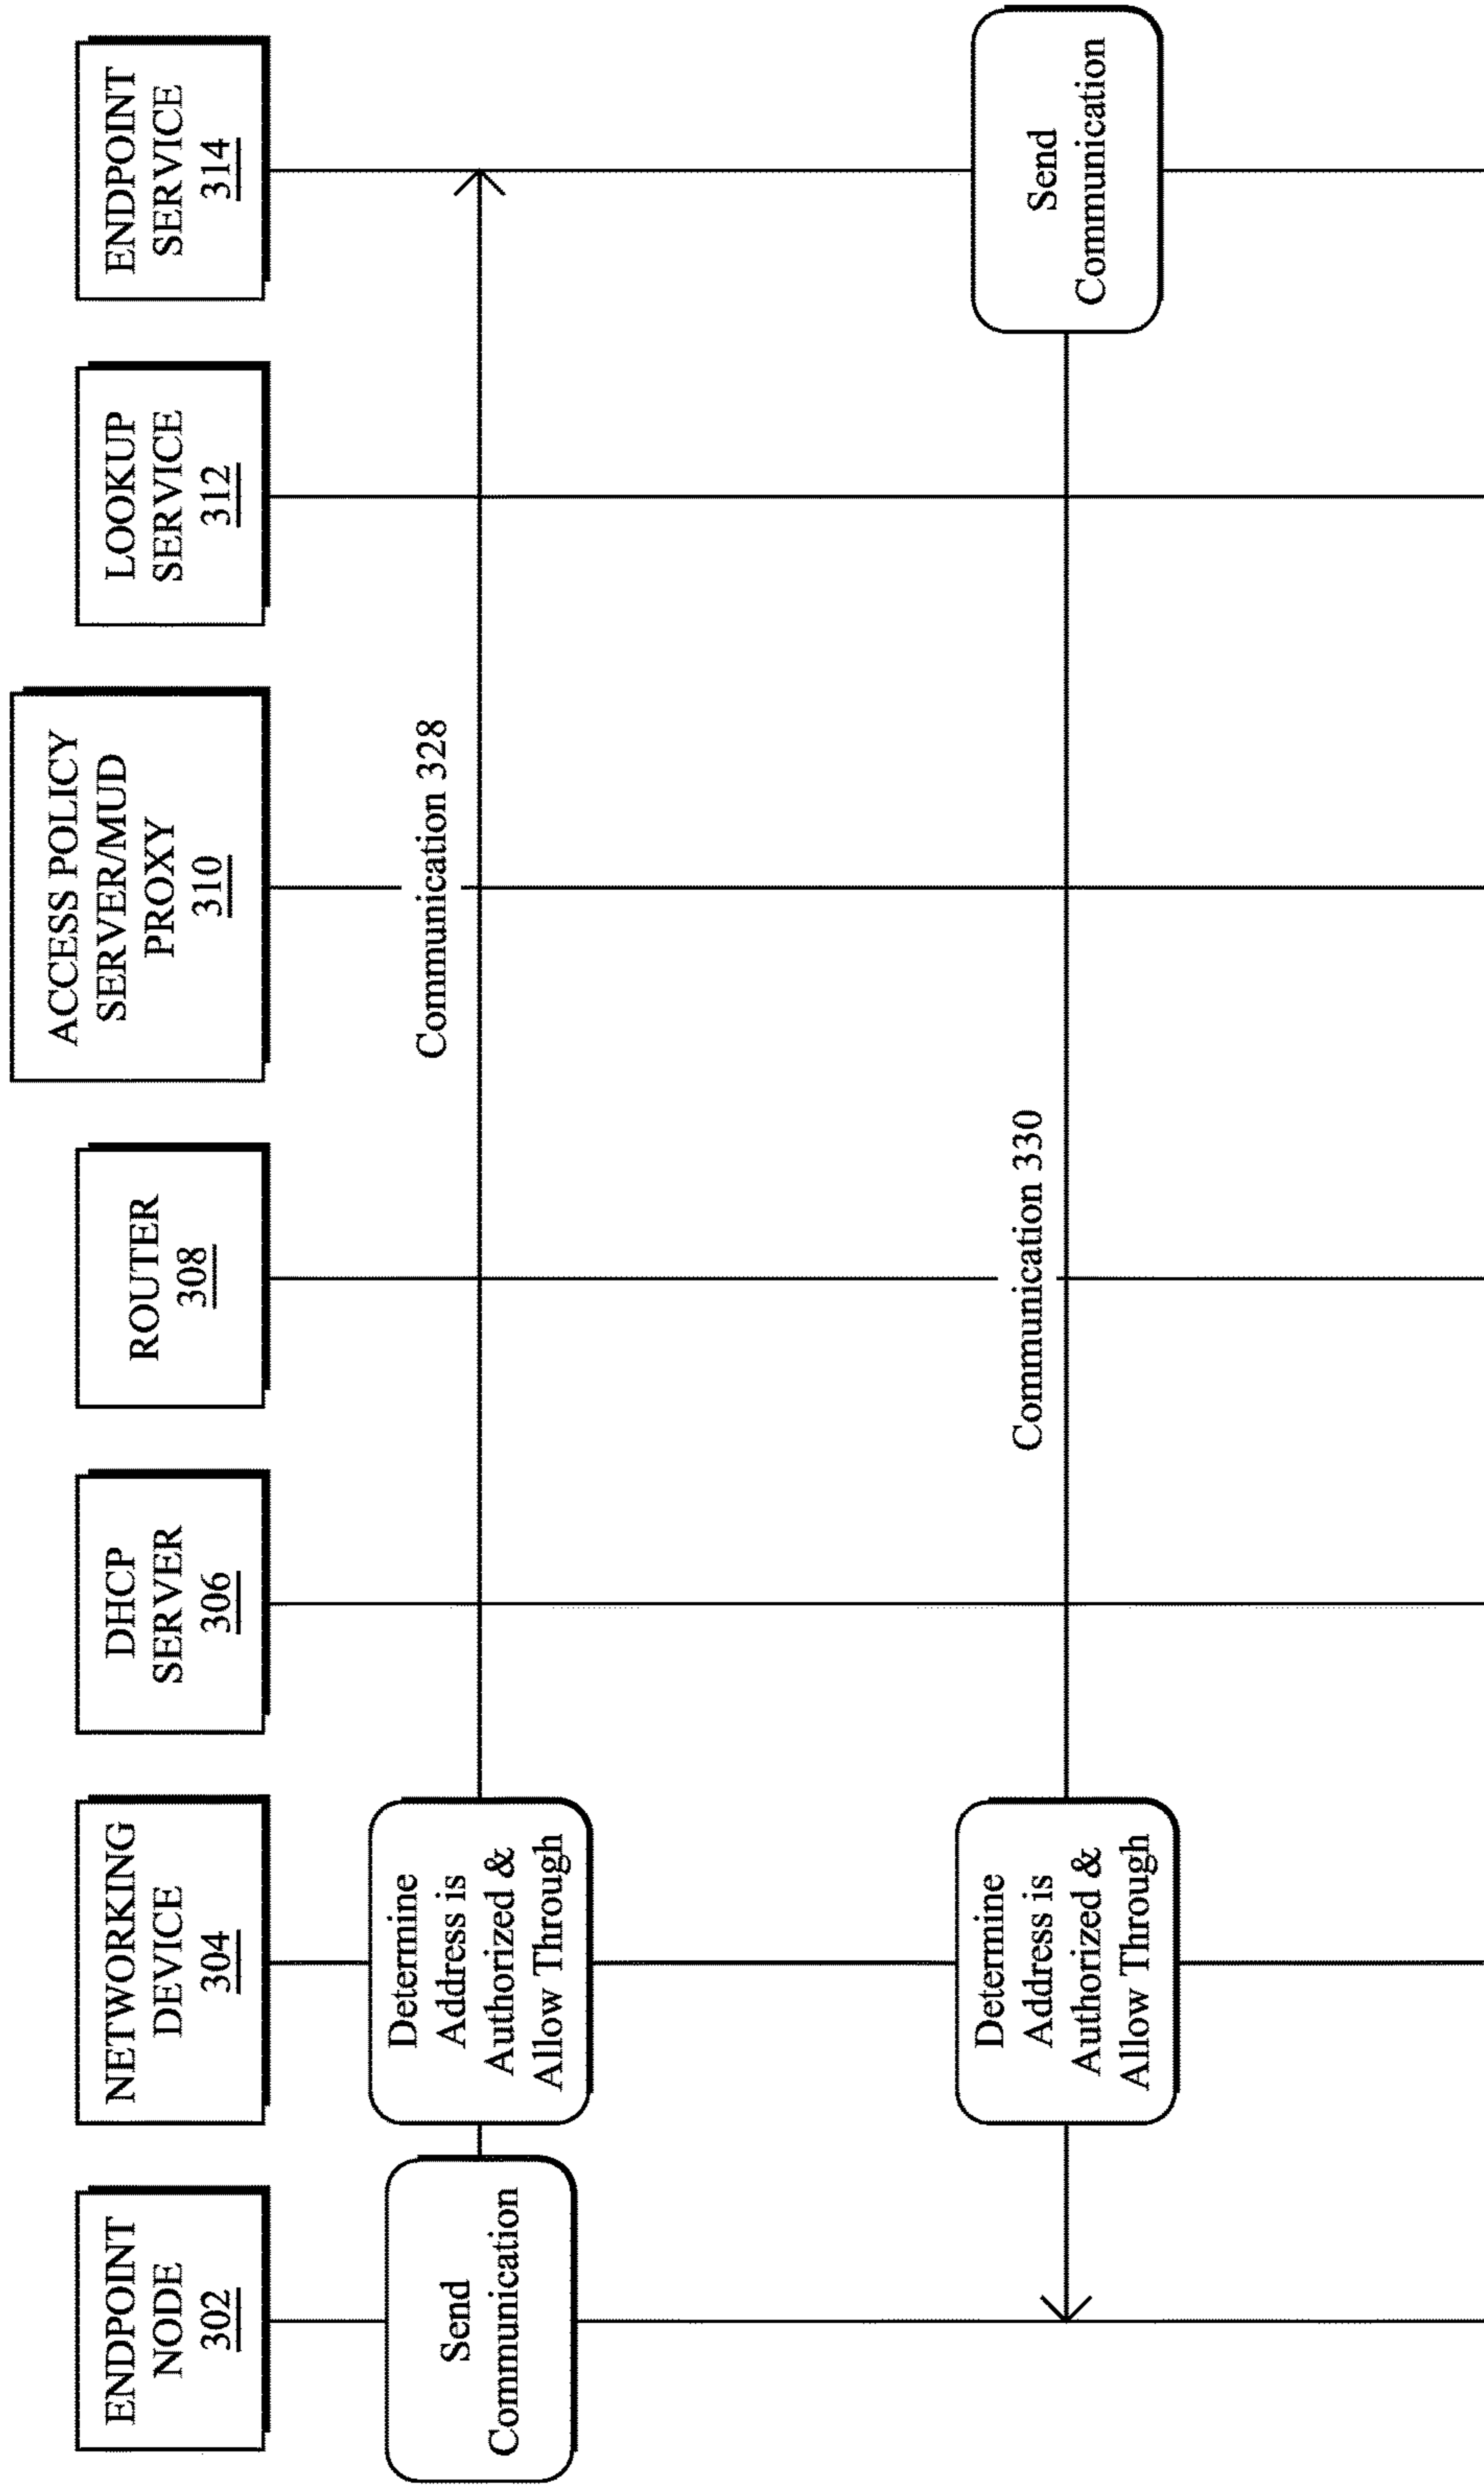 ENDPOINT
NODE
302
NETWORKING
DEVICE
304
DHCP
SERVER
306
ROUTER
308
ACCESS POLICY
SERVER/MUD
PROXY
310
LOOKUP
SERVICE
312
ENDPOINT
SERVICE
314
Send
Communication
Determine
Address is
Authorized &
Allow Through
Communication 328
Determine
Address is
Authorized &
Allow Through
Communication 330
Send
Communication